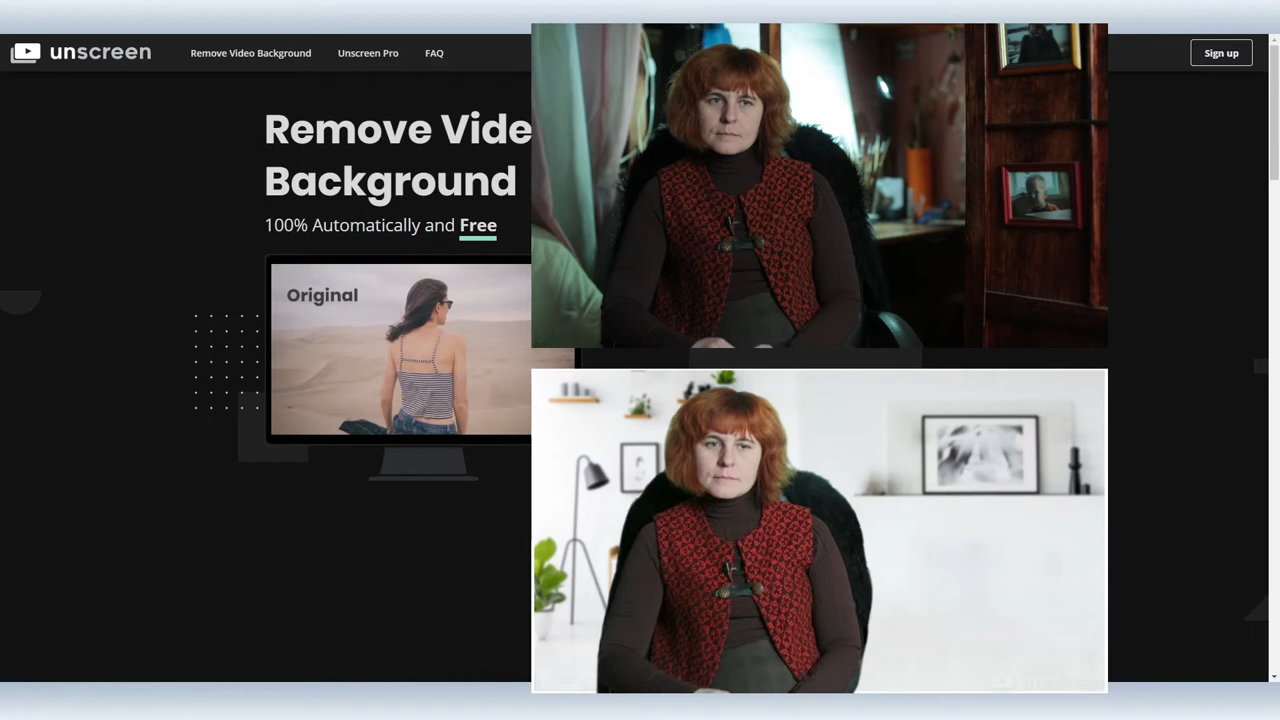 unscreen
Remove Video Background
Unscreen Pro
FAQ
Sign up
Remove Vide
Background
100% Automatically and Free
Original